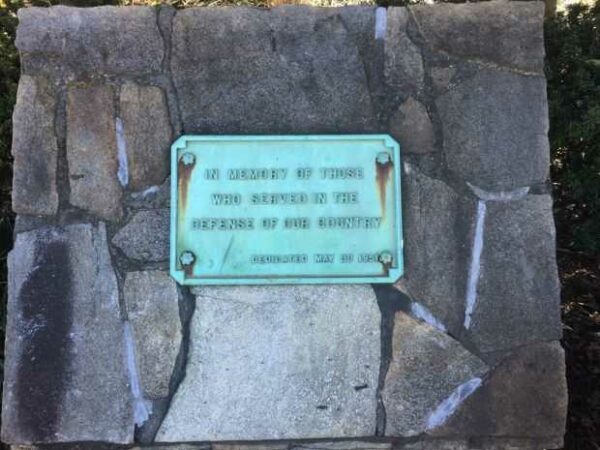 IN MEMORY OF THOSE
WHO SERVED IN THE
DEFENSE OF OUR COUNTRY
DEDICATED MAY 30